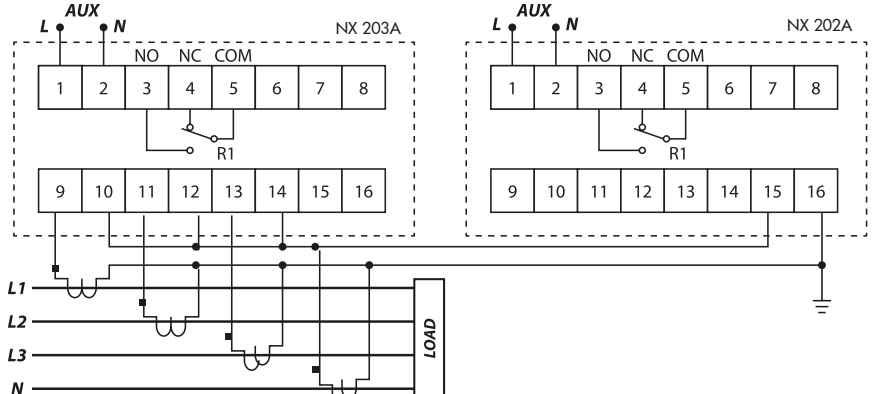 AUX AUX
L N NX 203A L N NX 202A
NO NC COM NO NC COM
1 2 3 4 5 6 7 8 1 2 3 4 5 6 7 8
R1 R1
9 10 11 12 13 14 15 16 9 10 11 12 13 14 15 16
L1
L2
L3
N
LOAD